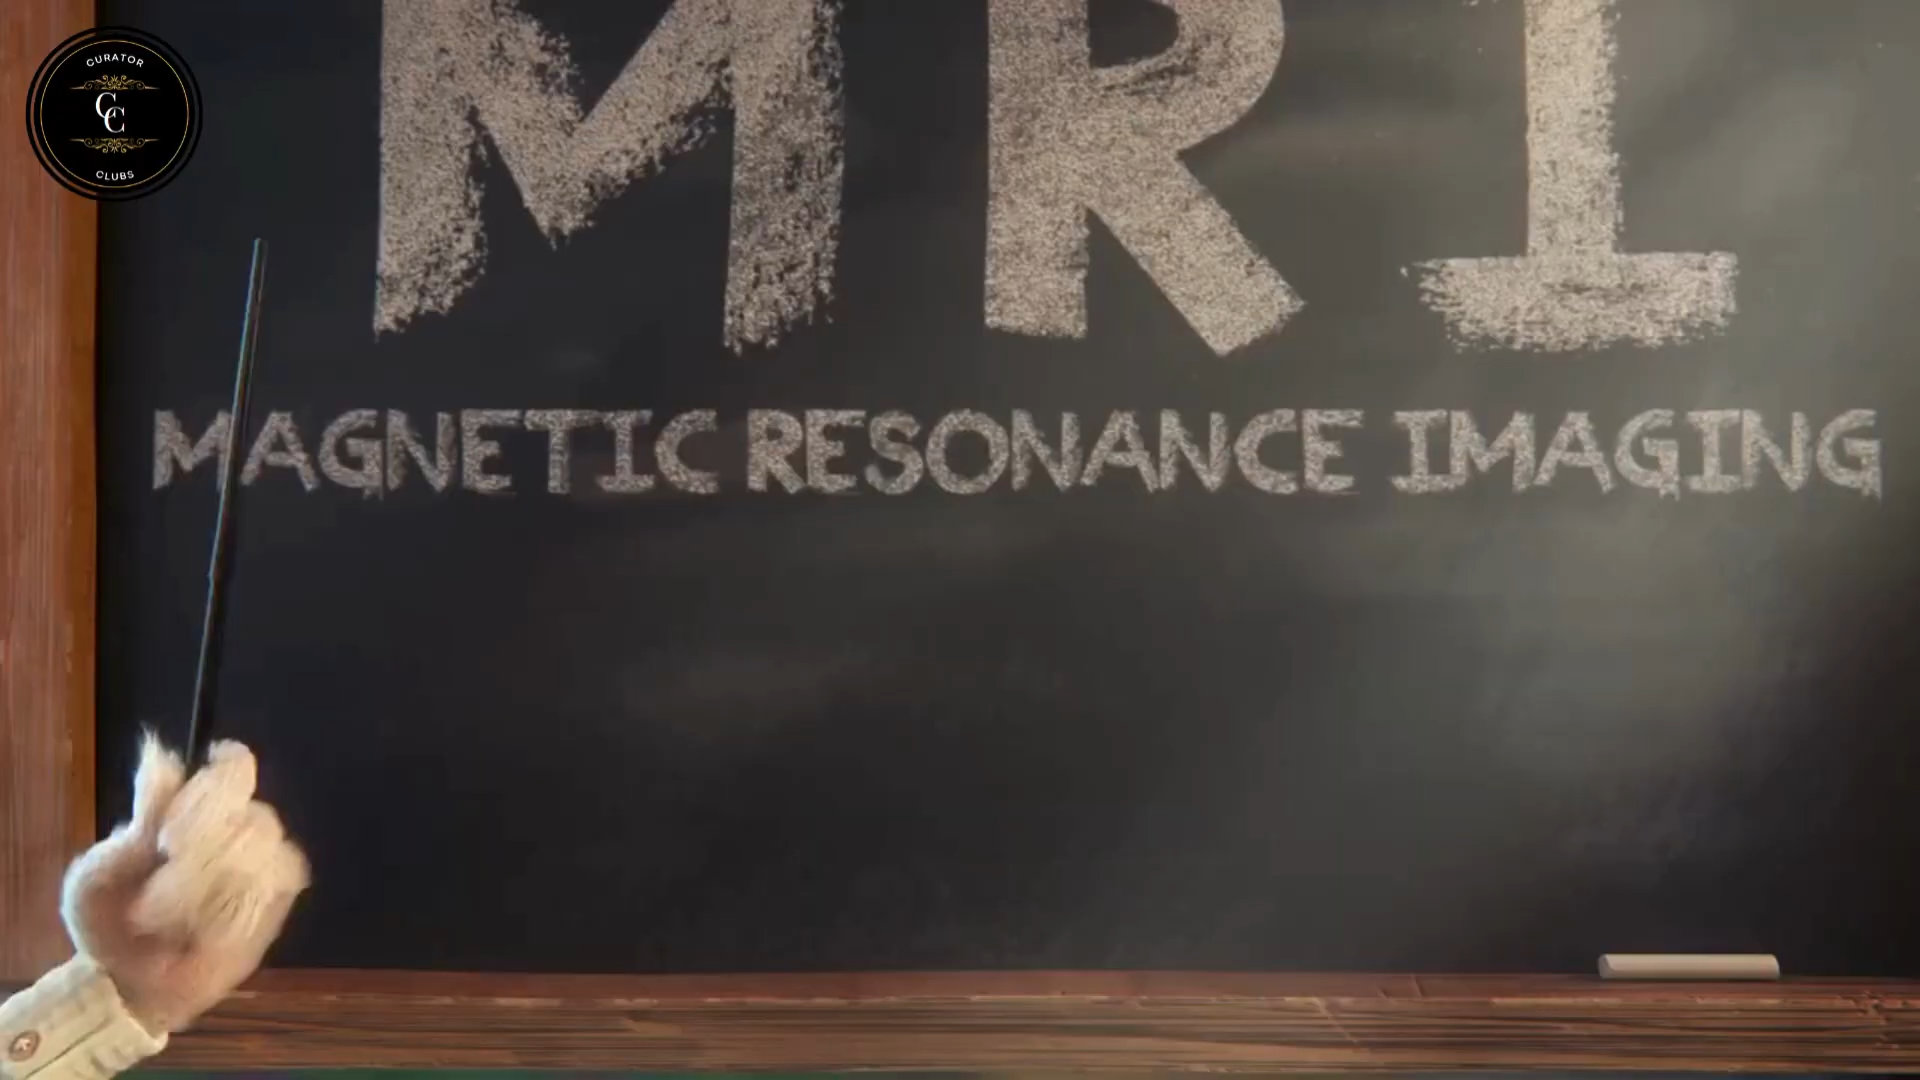 CURATOR
CC
CLUBS
MRI
MAGNETIC RESONANCE IMAGING